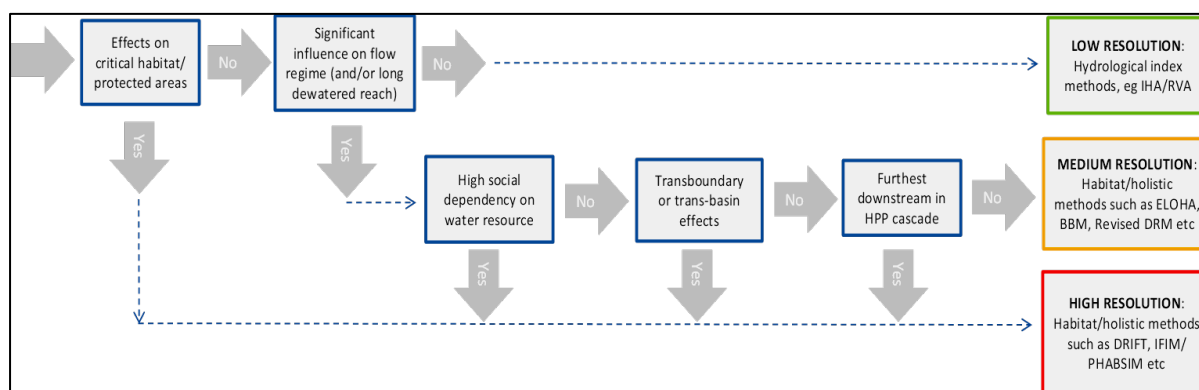 Effects on
critical habitat/
protected areas
No
Significant
influence on flow
regime (and/or long
dewatered reach)
No
LOW RESOLUTION:
Hydrological index
methods, eg IHA/RVA
Yes
Yes
High social
dependency on
water resource
No
Transboundary
or trans-basin
effects
No
Furthest
downstream in
HPP cascade
No
MEDIUM RESOLUTION:
Habitat/holistic
methods such as ELOHA,
BBM, Revised DRM etc
Yes
Yes
Yes
HIGH RESOLUTION:
Habitat/holistic methods
such as DRIFT, IFIM/
PHABSIM etc